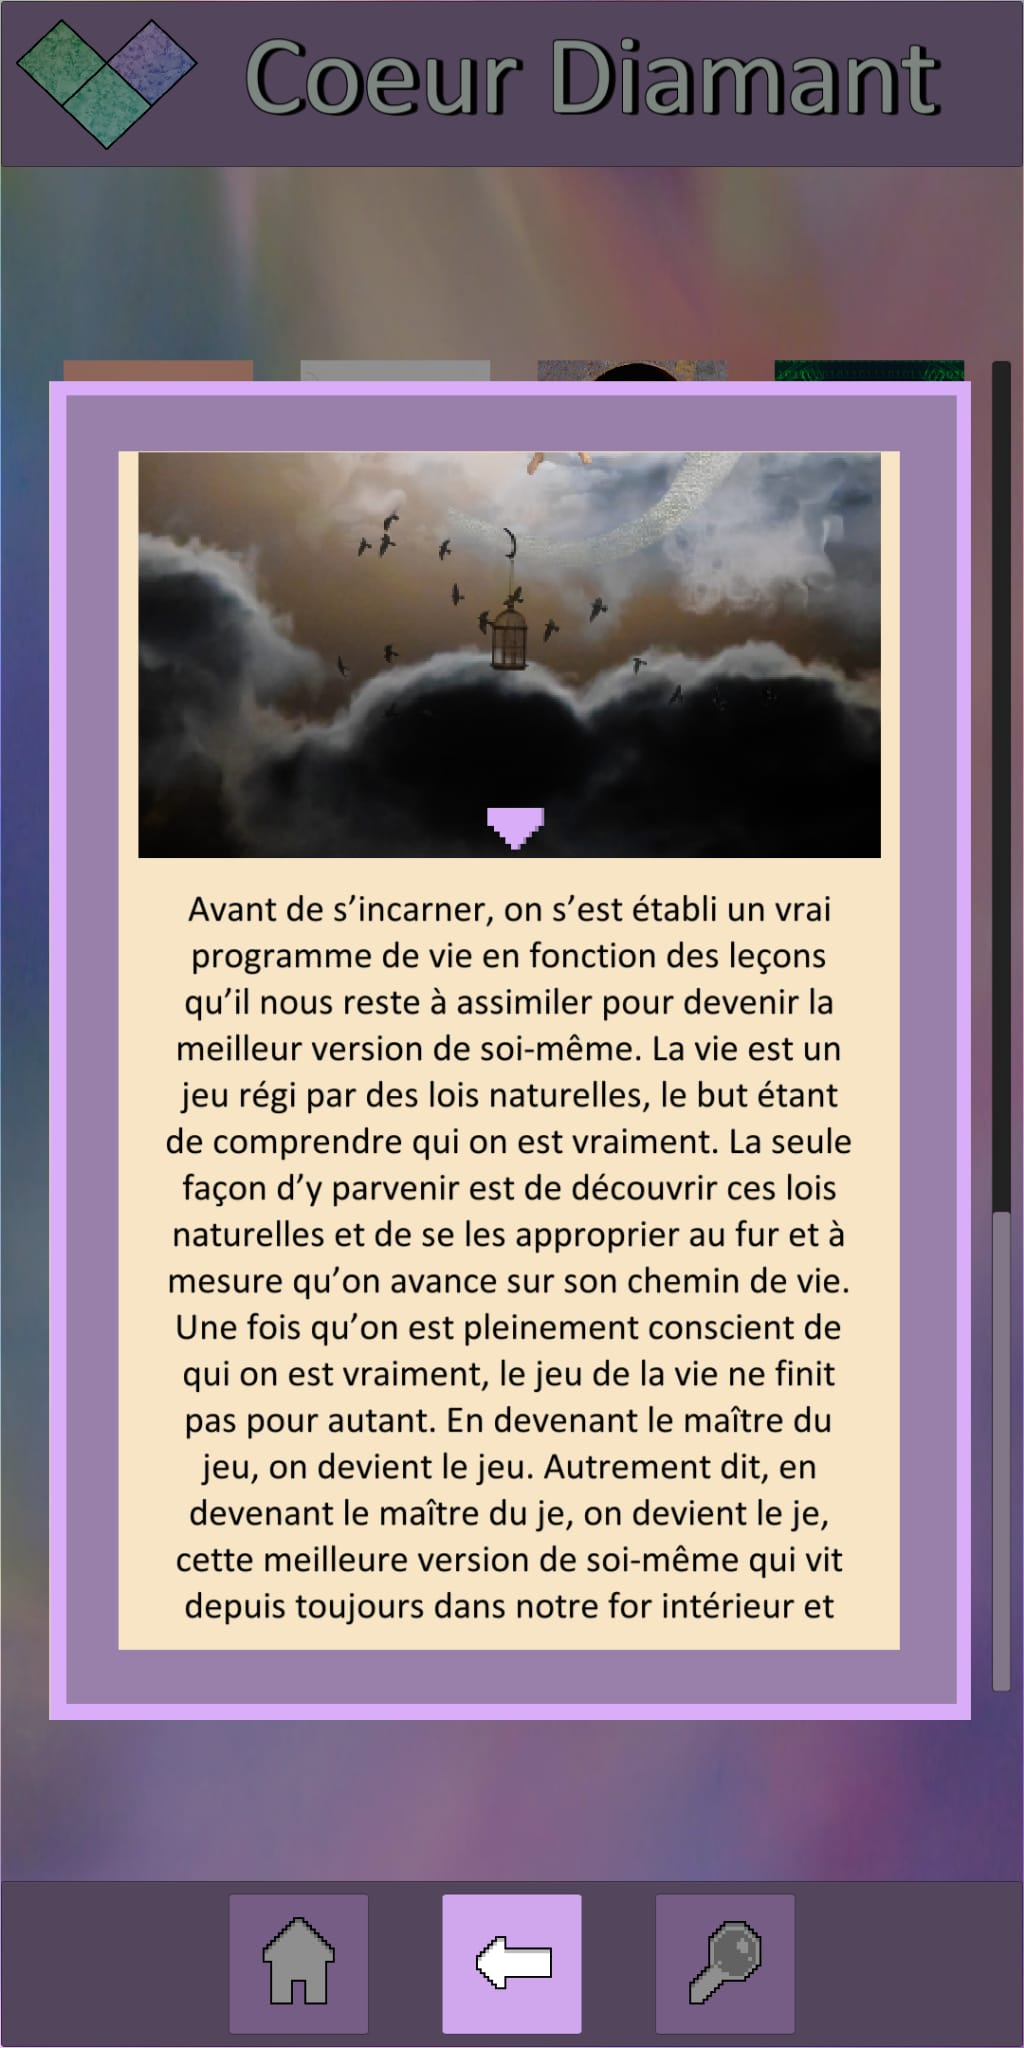 Coeur Diamant
Avant de s’incarner, on s’est établi un vrai
programme de vie en fonction des leçons
qu’il nous reste à assimiler pour devenir la
meilleur version de soi-même. La vie est un
jeu régi par des lois naturelles, le but étant
de comprendre qui on est vraiment. La seule
façon d’y parvenir est de découvrir ces lois
naturelles et de se les approprier au fur et à
mesure qu’on avance sur son chemin de vie.
Une fois qu’on est pleinement conscient de
qui on est vraiment, le jeu de la vie ne finit
pas pour autant. En devenant le maître du
jeu, on devient le jeu. Autrement dit, en
devenant le maître du je, on devient le je,
cette meilleure version de soi-même qui vit
depuis toujours dans notre for intérieur et